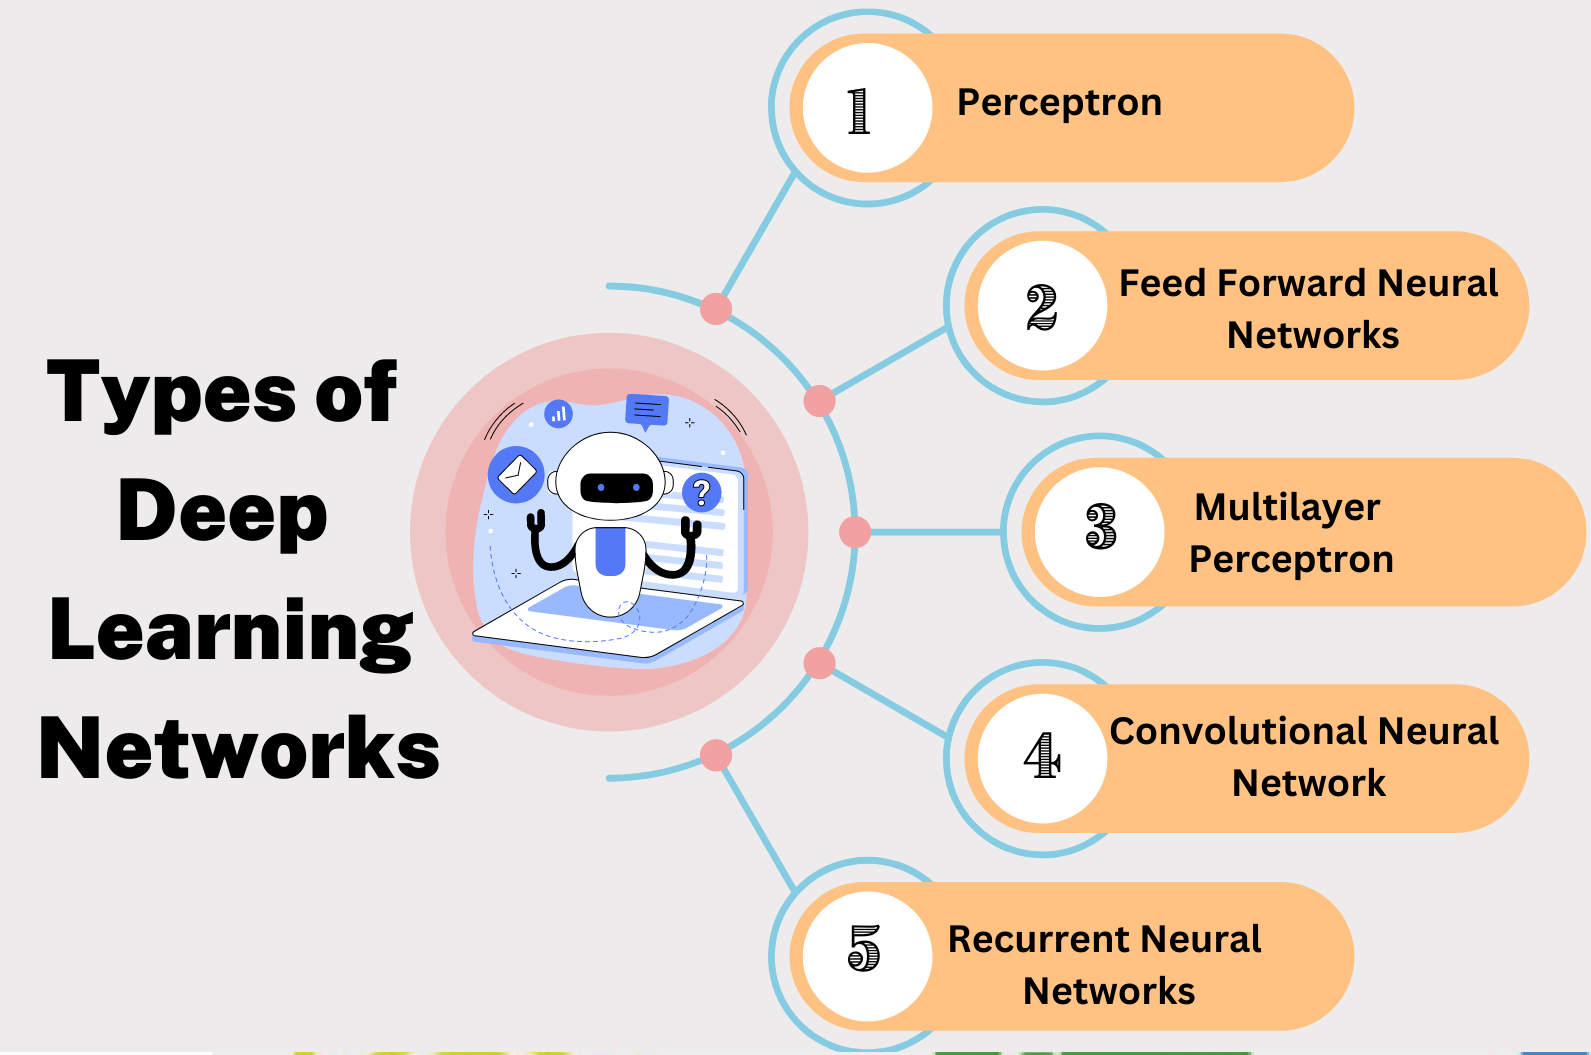 Types of
Deep
Learning
Networks
1
Perceptron
2
Feed Forward Neural
Networks
3
Multilayer
Perceptron
4
Convolutional Neural
Network
5
Recurrent Neural
Networks
?